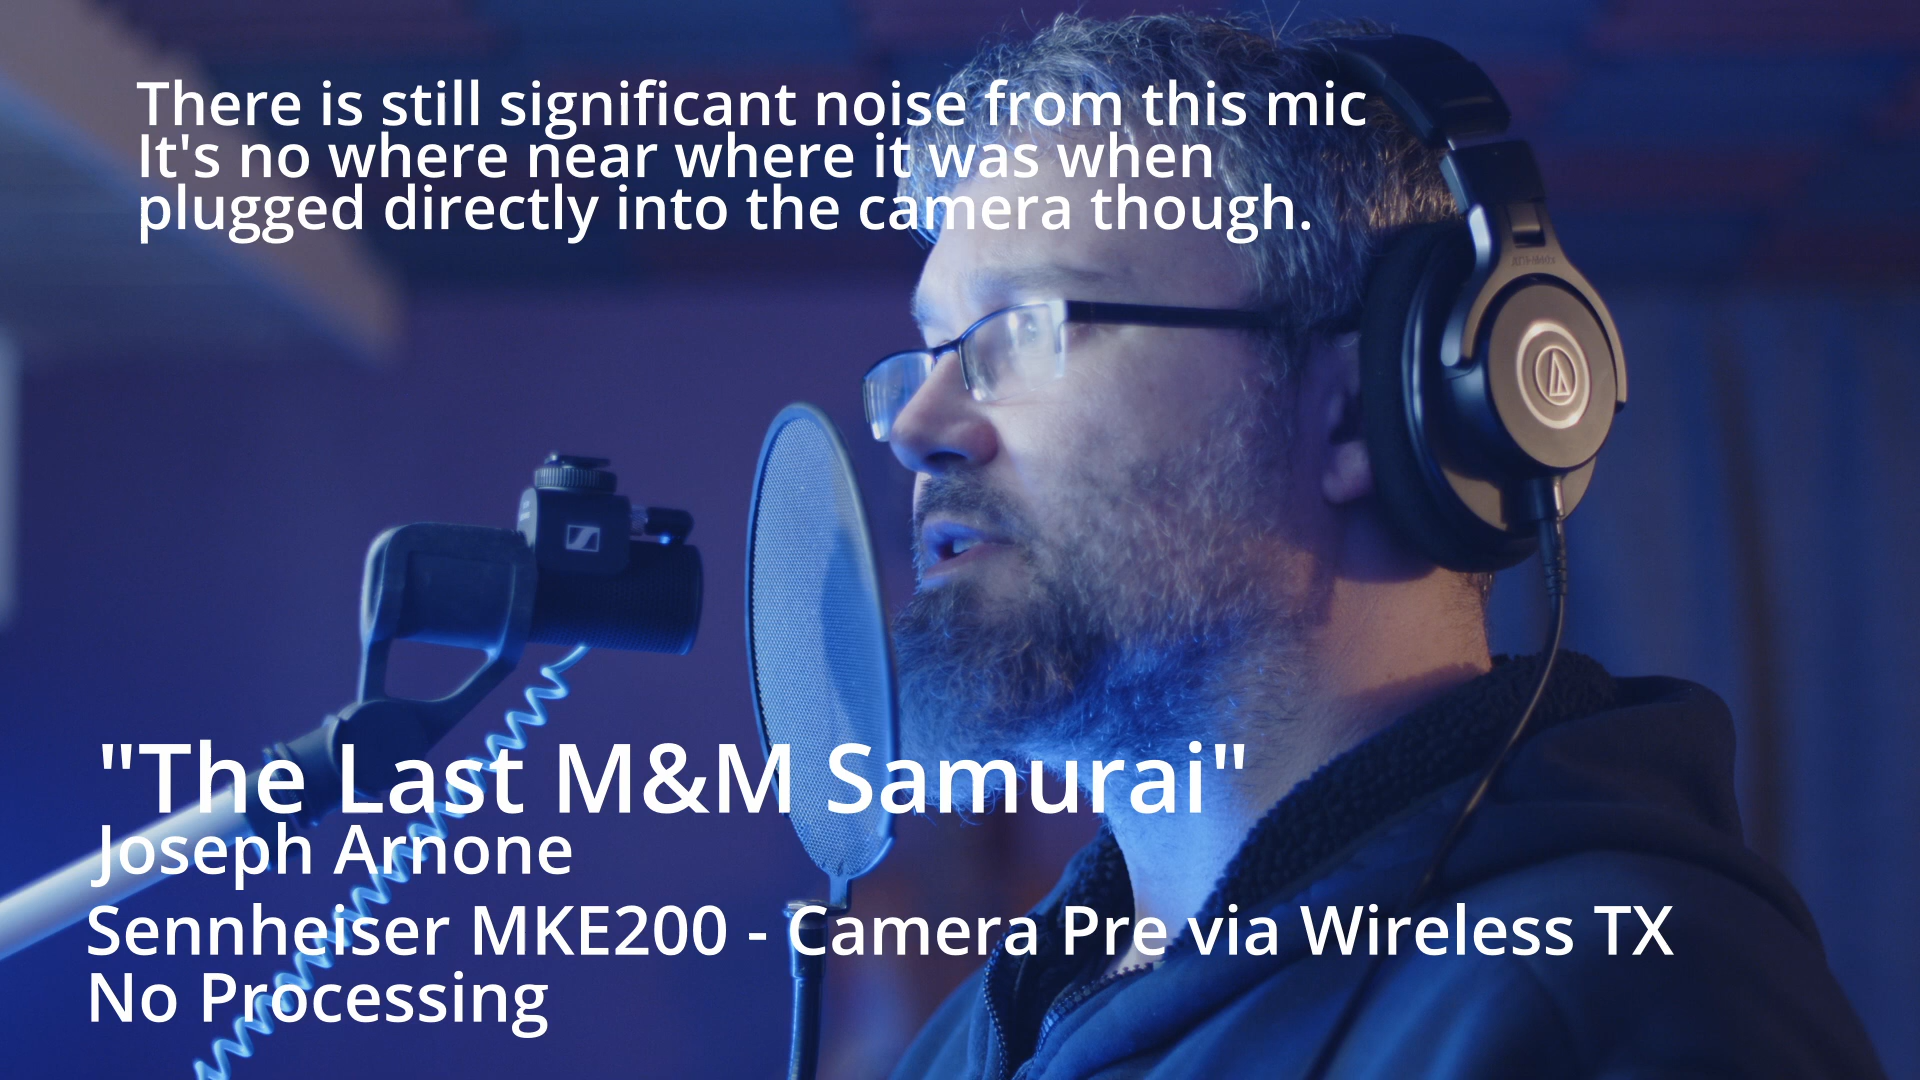 There is still significant noise from this mic
It's no where near where it was when
plugged directly into the camera though.
"The Last M&M Samurai"
Joseph Arnone
Sennheiser MKE200 - Camera Pre via Wireless TX
No Processing